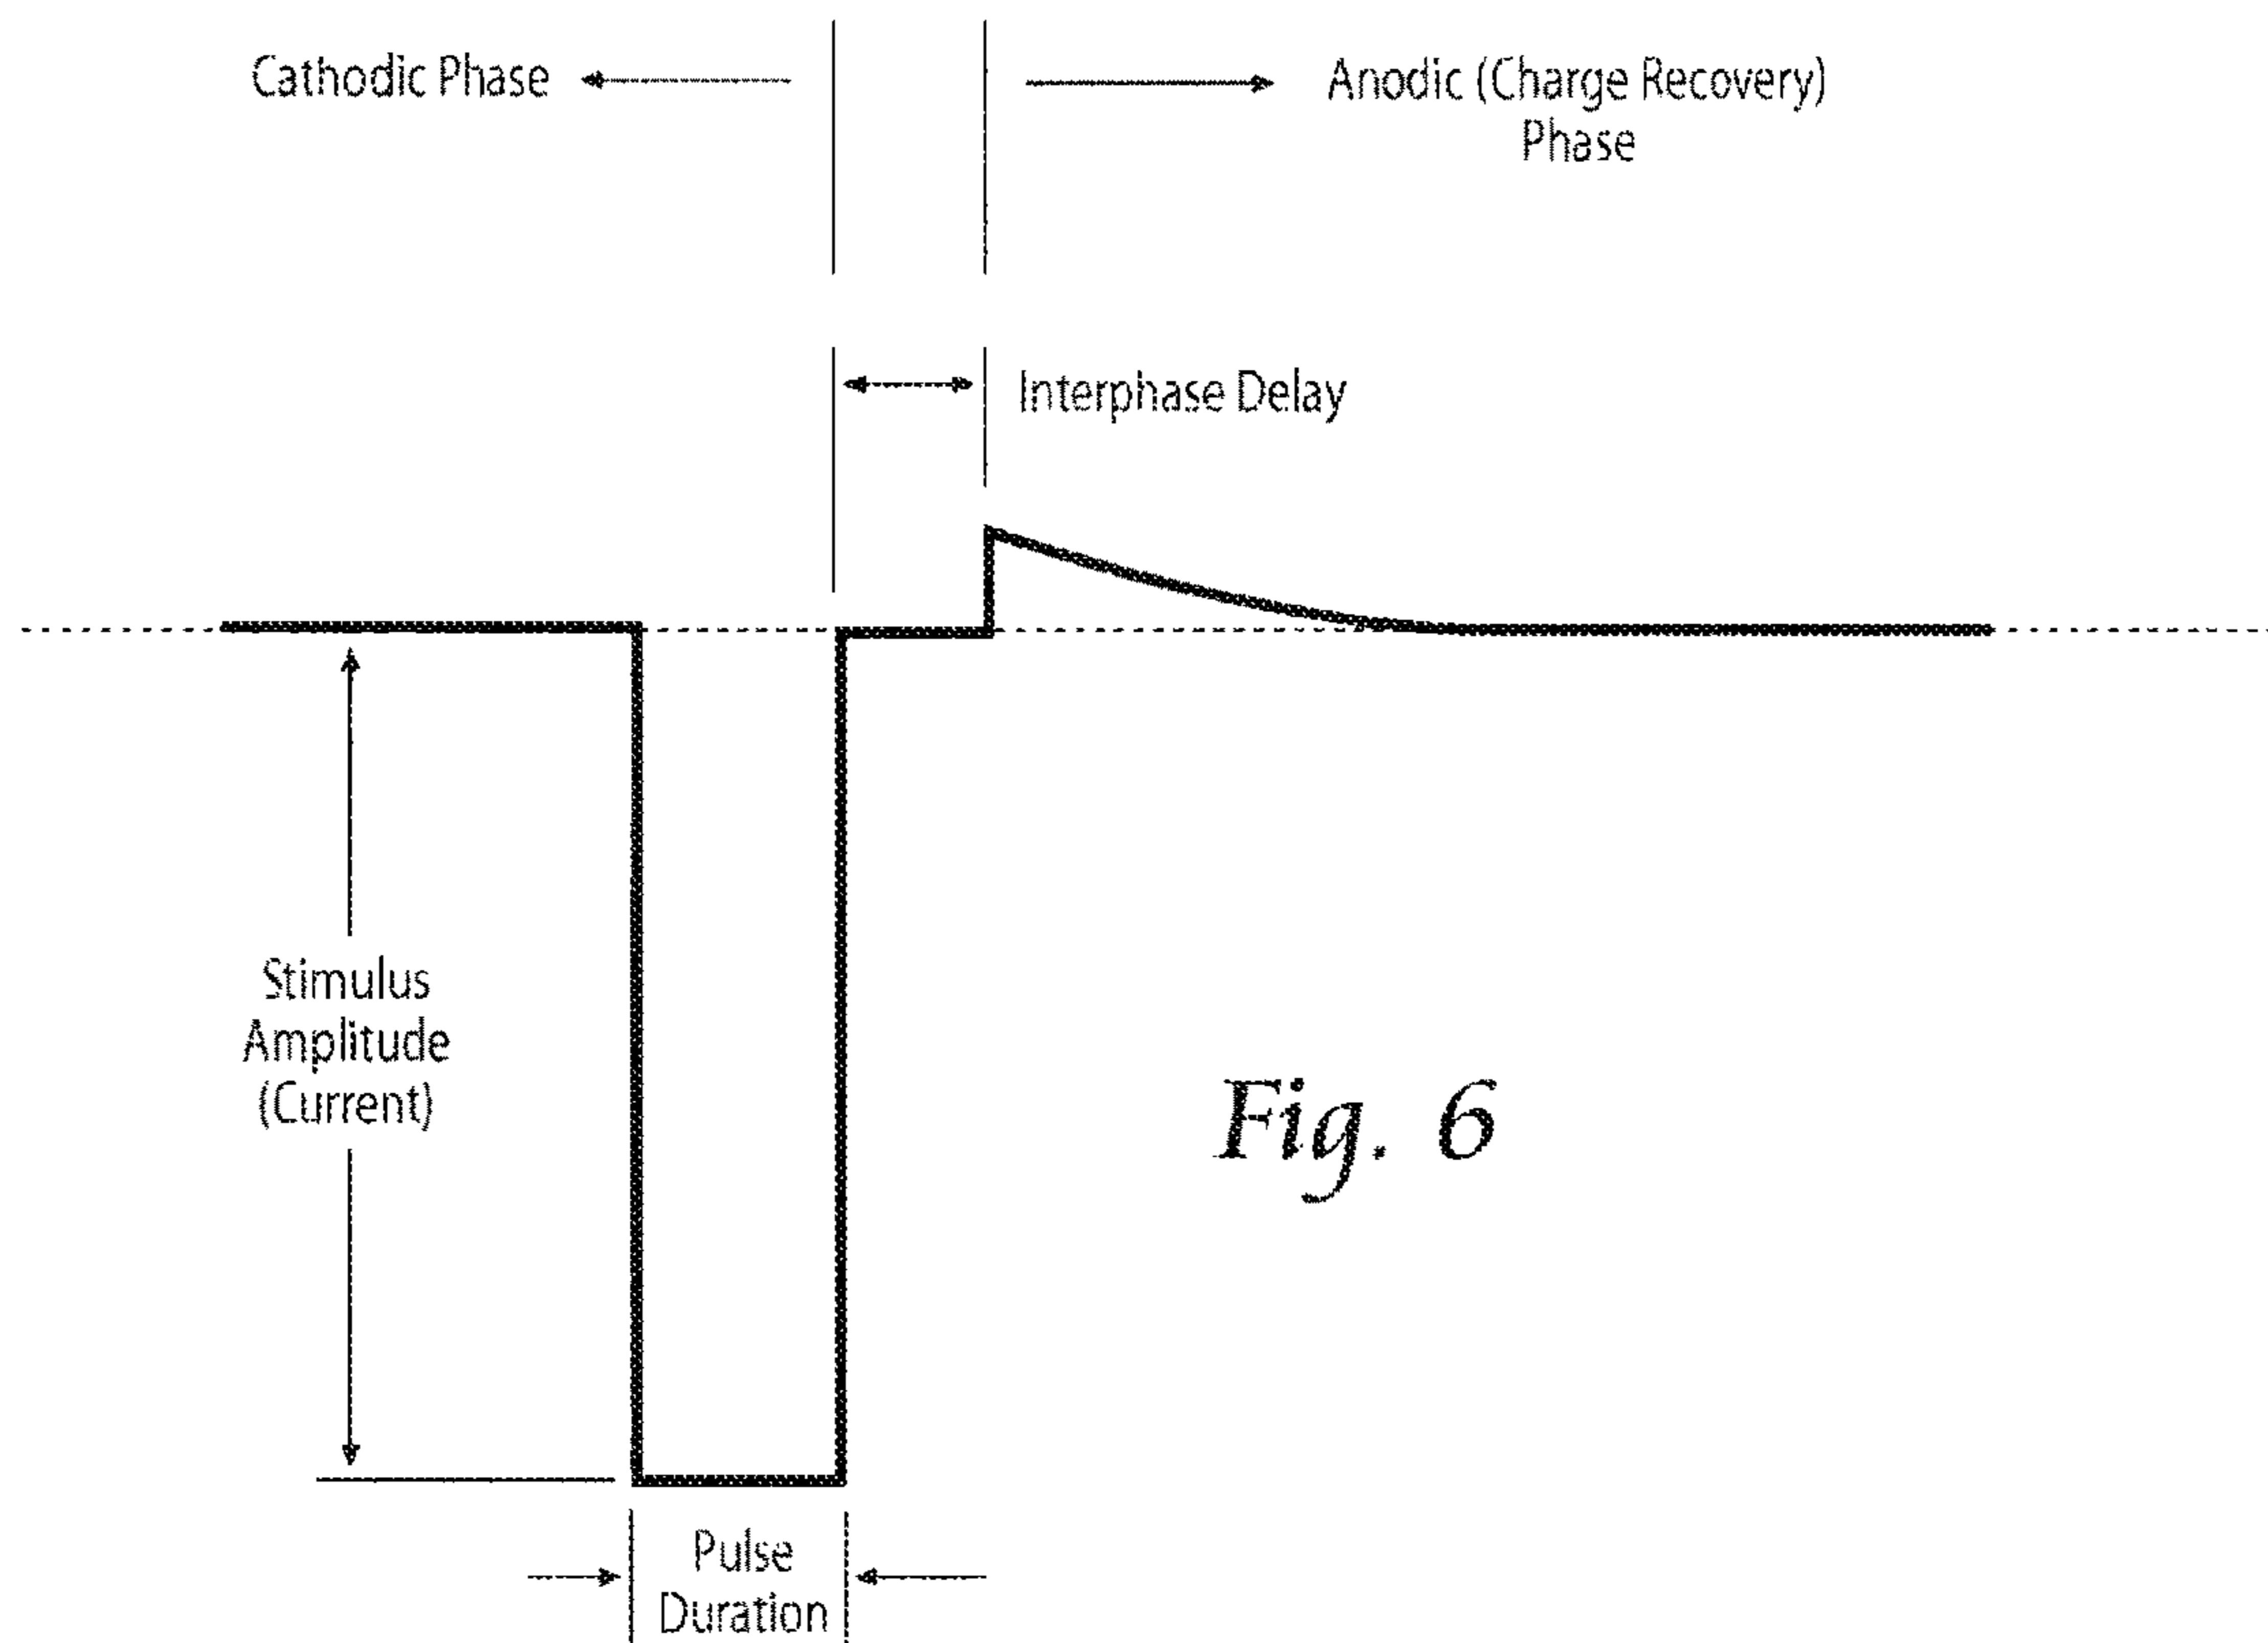 Cathodic Phase
Anodic (Charge Recovery)
Phase
Interphase Delay
Stimulus
Amplitude
(Current)
Fig. 6
Pulse
Duration